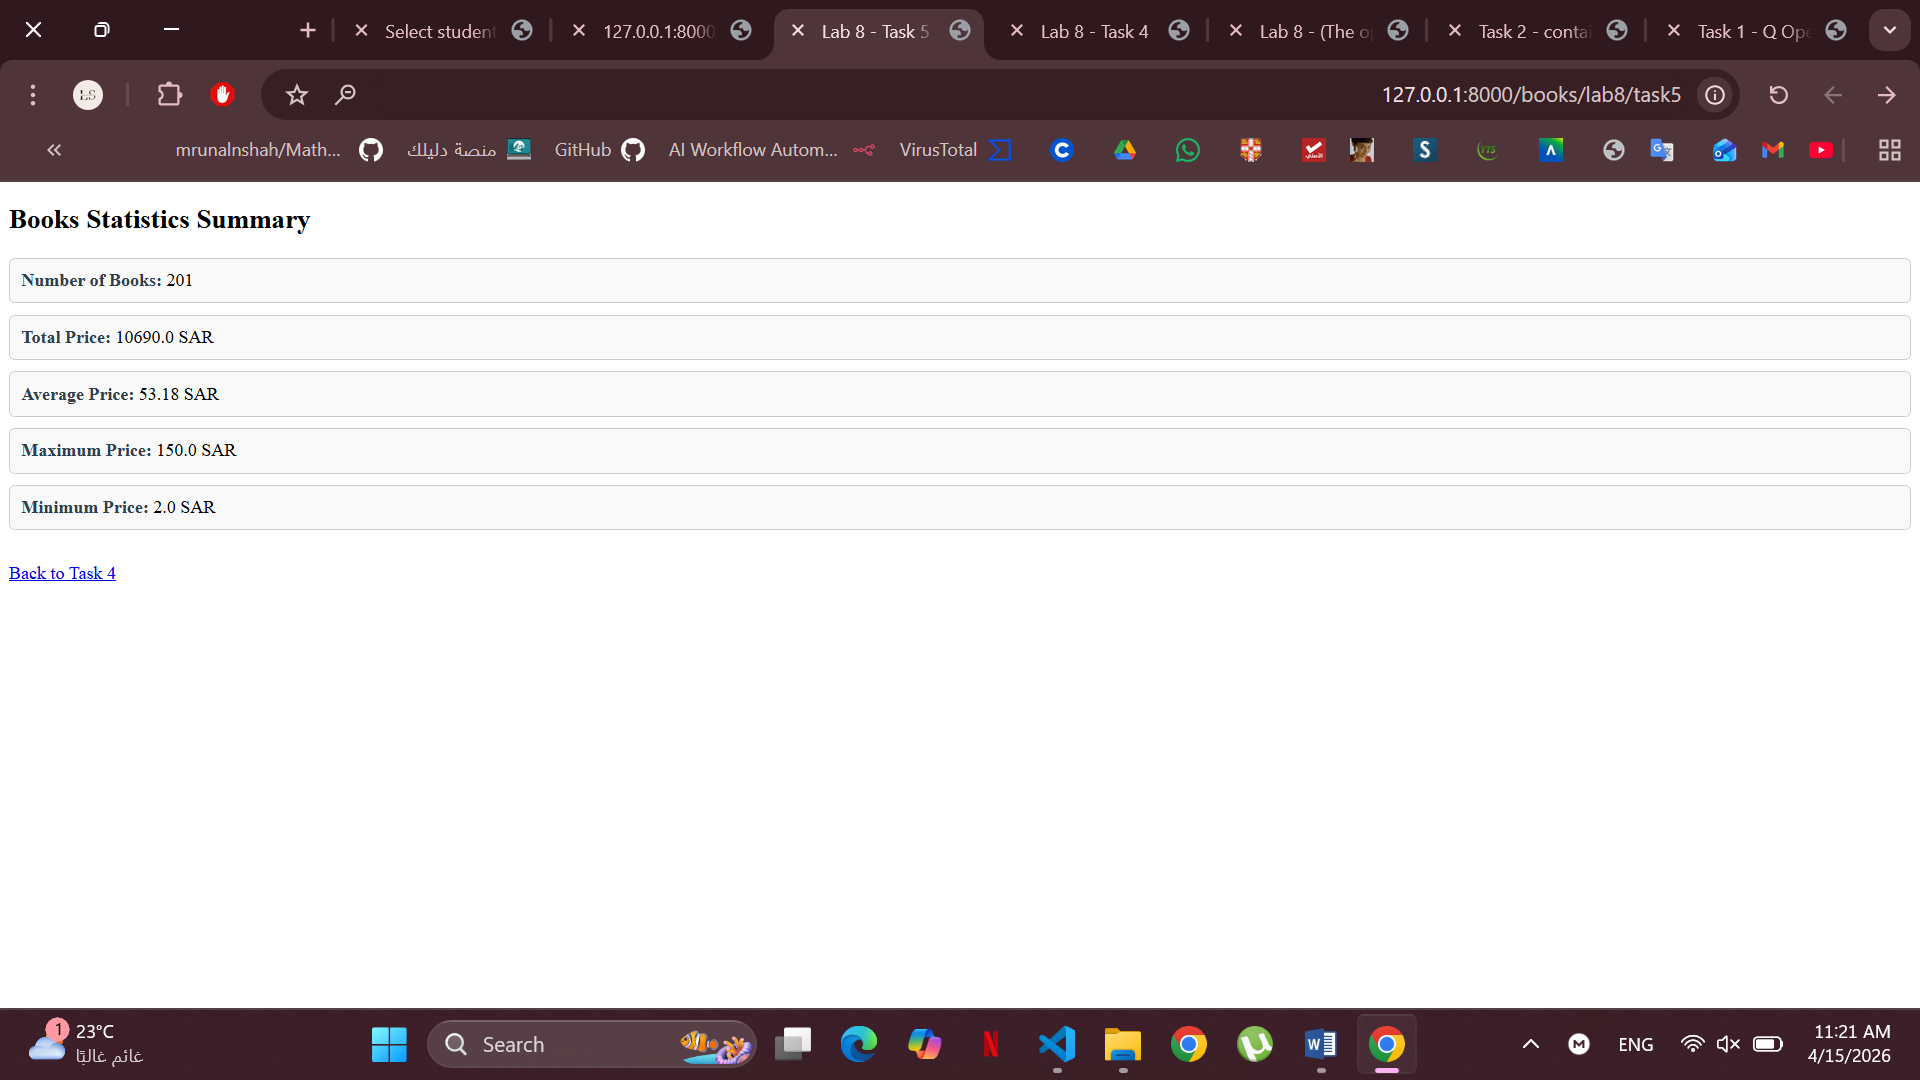 Select studen
127.0.0.1:8000
Lab 8 - Task 5
Lab 8 - Task 4
Lab 8 - (The o
Task 2 - conta
Task 1 - Q Ope
127.0.0.1:8000/books/lab8/task5
mrunalnshah/Math...
منصة دليلك
GitHub
AI Workflow Autom...
VirusTotal
Books Statistics Summary
Number of Books: 201
Total Price: 10690.0 SAR
Average Price: 53.18 SAR
Maximum Price: 150.0 SAR
Minimum Price: 2.0 SAR
Back to Task 4
1
23°C
غائم غالبًا
Search
ENG
11:21 AM
4/15/2026